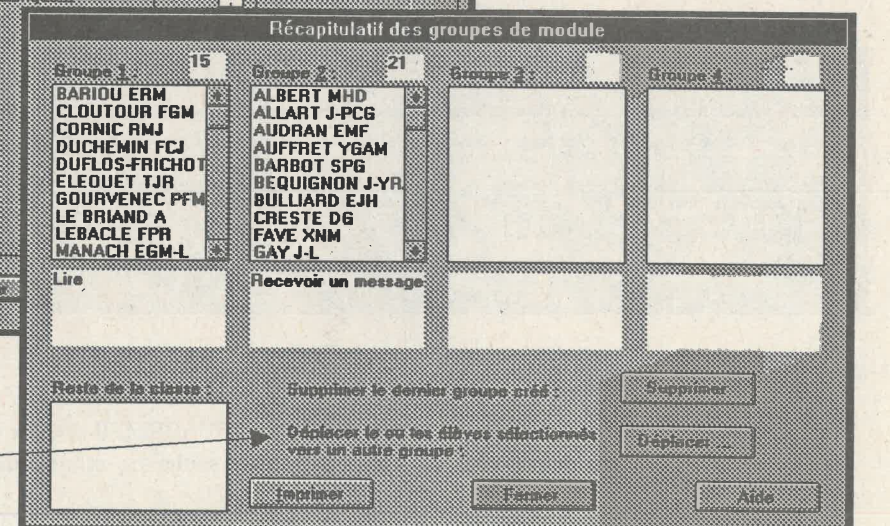 Récapitulatif des groupes de module
Groupe 1 :
15
BARIOU ERM
CLOUTOUR FGM
CORNIC RMJ
DUCHEMIN FCJ
DUFLOS-FRICHOT
ELEOUET TJR
GOURVENEC PFM
LE BRIAND A
LEBACLE FPR
MANACH EGM-L
Lire
Groupe 2 :
21
ALBERT MHD
ALLART J-PCG
AUDRAN EMF
AUFFRET YGAM
BARBOT SPG
BEQUIGNON J-YR
BULLIARD EJH
CRESTE DG
FAVE XNM
GAY J-L
Recevoir un message
Groupe 3 :
Groupe 4 :
Reste de la classe :
Supprimer le dernier groupe créé :
Supprimer
Déplacer le ou les élèves sélectionnés
vers un autre groupe :
Déplacer ...
Imprimer
Fermer
Aide